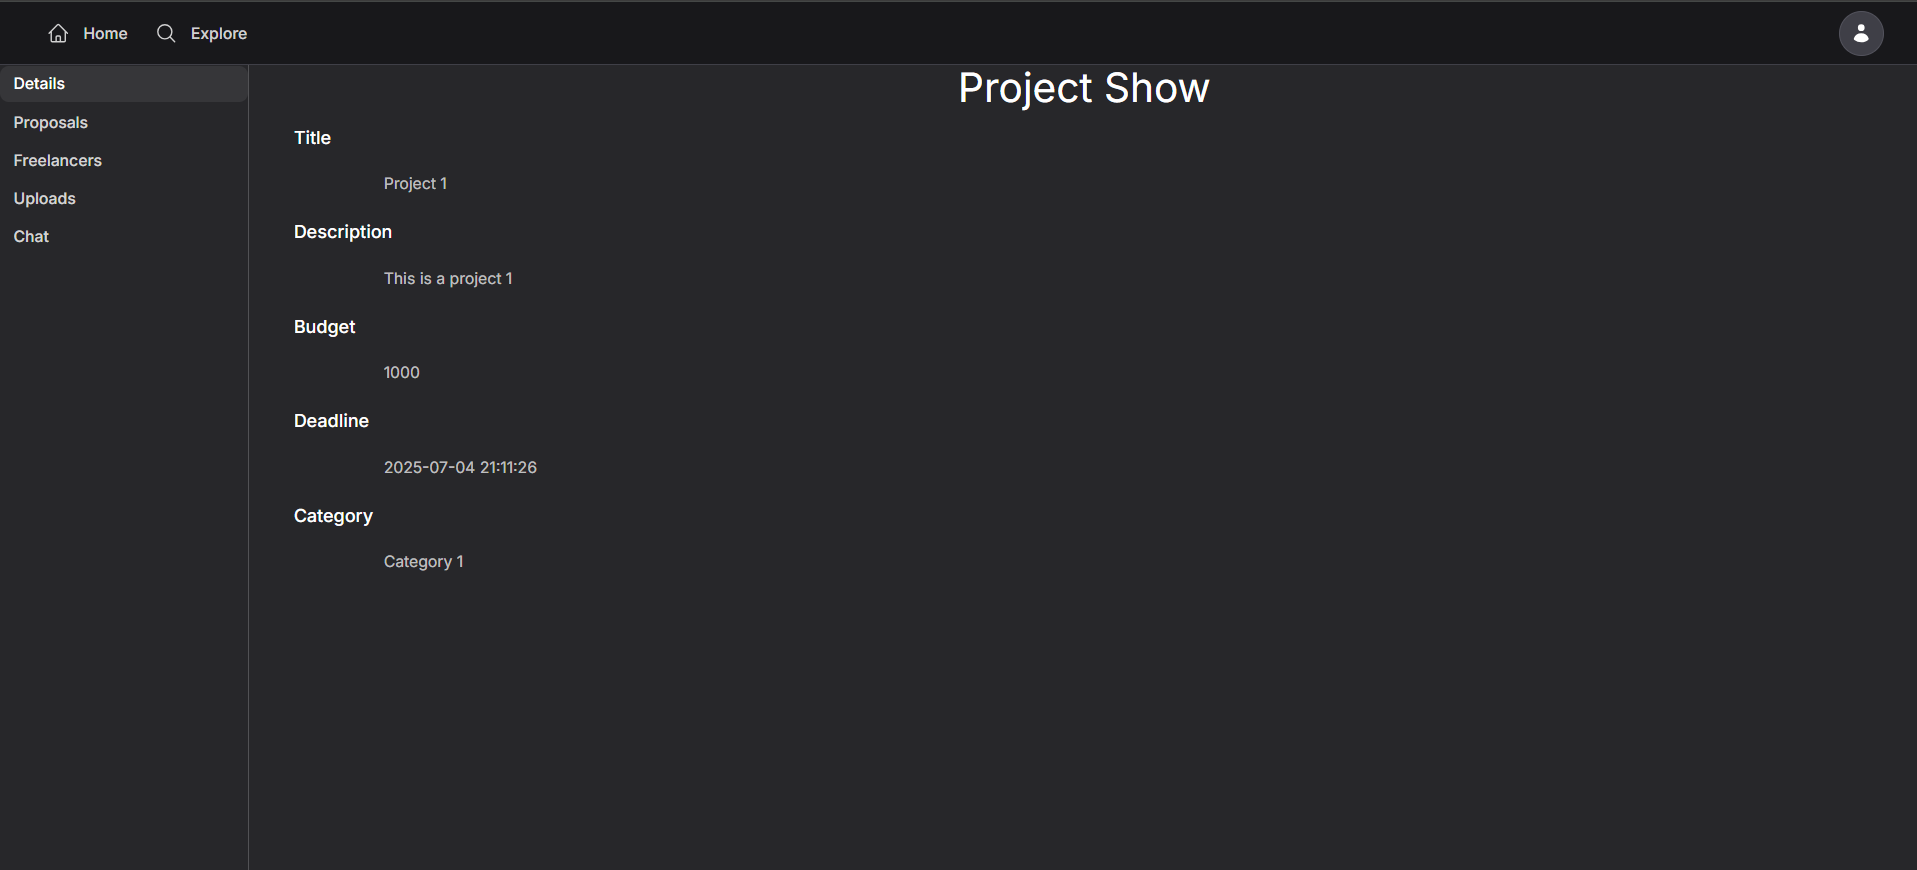 Home
Explore
Details
Proposals
Freelancers
Uploads
Chat
Project Show
Title
Project 1
Description
This is a project 1
Budget
1000
Deadline
2025-07-04 21:11:26
Category
Category 1